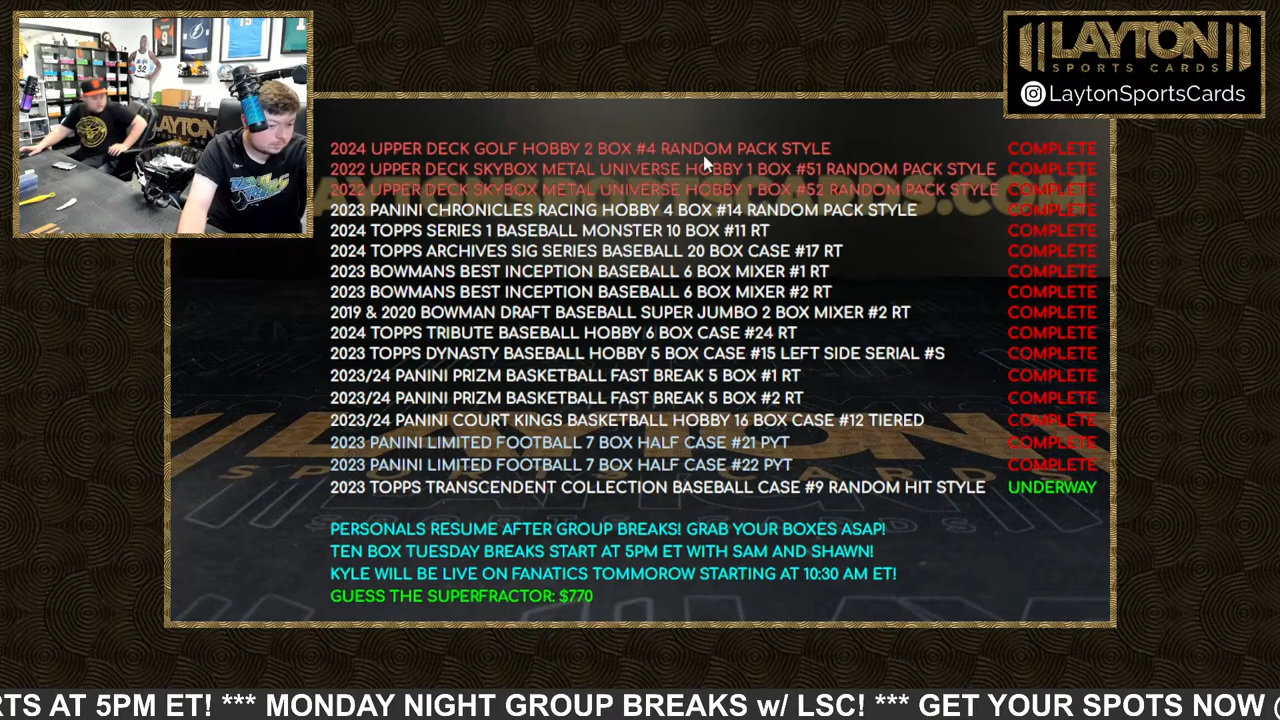 LAYTON
SPORTS CARDS
LaytonSportsCards
2024 UPPER DECK GOLF HOBBY 2 BOX #4 RANDOM PACK STYLE COMPLETE
2022 UPPER DECK SKYBOX METAL UNIVERSE HOBBY 1 BOX #51 RANDOM PACK STYLE COMPLETE
2022 UPPER DECK SKYBOX METAL UNIVERSE HOBBY 1 BOX #52 RANDOM PACK STYLE COMPLETE
2023 PANINI CHRONICLES RACING HOBBY 4 BOX #14 RANDOM PACK STYLE COMPLETE
2024 TOPPS SERIES 1 BASEBALL MONSTER 10 BOX #11 RT COMPLETE
2024 TOPPS ARCHIVES SIG SERIES BASEBALL 20 BOX CASE #17 RT COMPLETE
2023 BOWMANS BEST INCEPTION BASEBALL 6 BOX MIXER #1 RT COMPLETE
2023 BOWMANS BEST INCEPTION BASEBALL 6 BOX MIXER #2 RT COMPLETE
2019 & 2020 BOWMAN DRAFT BASEBALL SUPER JUMBO 2 BOX MIXER #2 RT COMPLETE
2024 TOPPS TRIBUTE BASEBALL HOBBY 6 BOX CASE #24 RT COMPLETE
2023 TOPPS DYNASTY BASEBALL HOBBY 5 BOX CASE #15 LEFT SIDE SERIAL #S COMPLETE
2023/24 PANINI PRIZM BASKETBALL FAST BREAK 5 BOX #1 RT COMPLETE
2023/24 PANINI PRIZM BASKETBALL FAST BREAK 5 BOX #2 RT COMPLETE
2023/24 PANINI COURT KINGS BASKETBALL HOBBY 16 BOX CASE #12 TIERED COMPLETE
2023 PANINI LIMITED FOOTBALL 7 BOX HALF CASE #21 PYT COMPLETE
2023 PANINI LIMITED FOOTBALL 7 BOX HALF CASE #22 PYT COMPLETE
2023 TOPPS TRANSCENDENT COLLECTION BASEBALL CASE #9 RANDOM HIT STYLE UNDERWAY
PERSONALS RESUME AFTER GROUP BREAKS! GRAB YOUR BOXES ASAP!
TEN BOX TUESDAY BREAKS START AT 5PM ET WITH SAM AND SHAWN!
KYLE WILL BE LIVE ON FANATICS TOMMOROW STARTING AT 10:30 AM ET!
GUESS THE SUPERFRACTOR: $770
RTS AT 5PM ET! *** MONDAY NIGHT GROUP BREAKS w/ LSC! *** GET YOUR SPOTS NOW